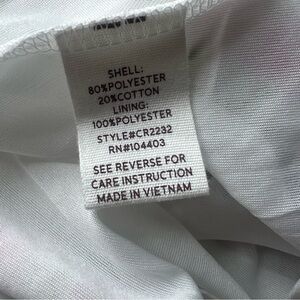 SHELL:
80%POLYESTER
20%COTTON
LINING:
100%POLYESTER
STYLE#CR2232
RN#104403
SEE REVERSE FOR
CARE INSTRUCTION
MADE IN VIETNAM